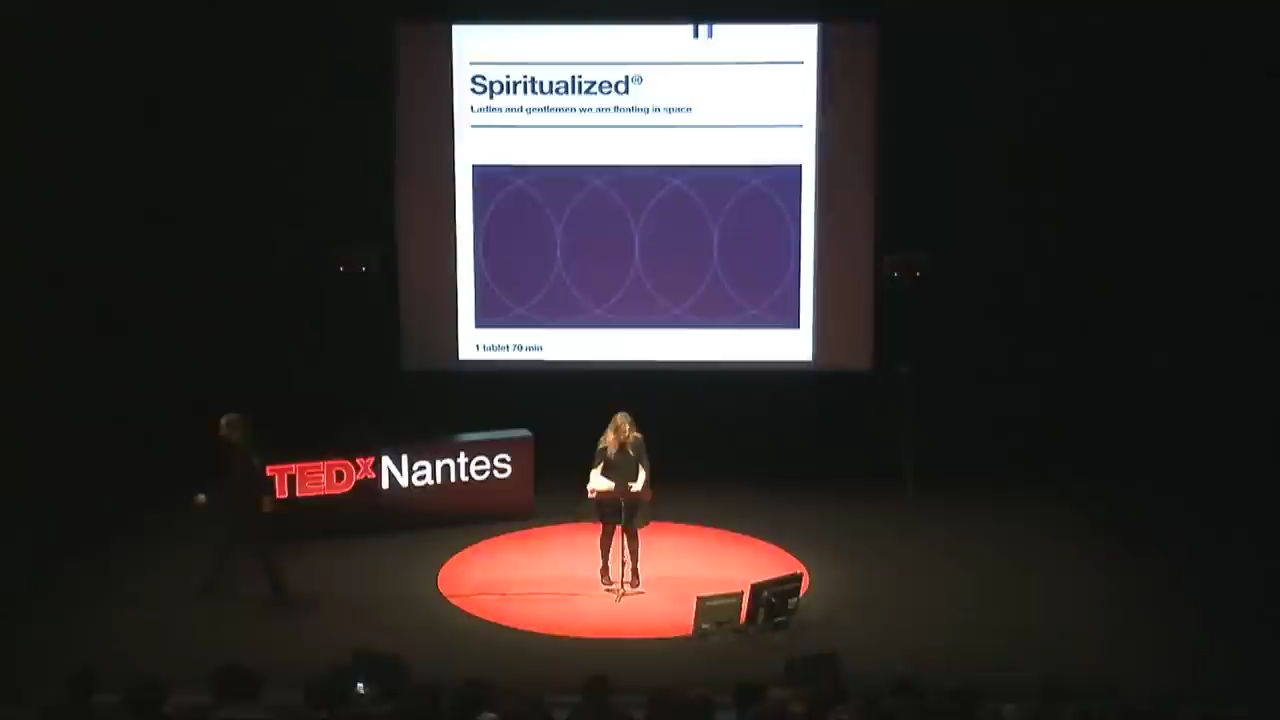 Spiritualized®
Ladies and gentlemen we are floating in space
1 tablet 70 min
TEDx Nantes